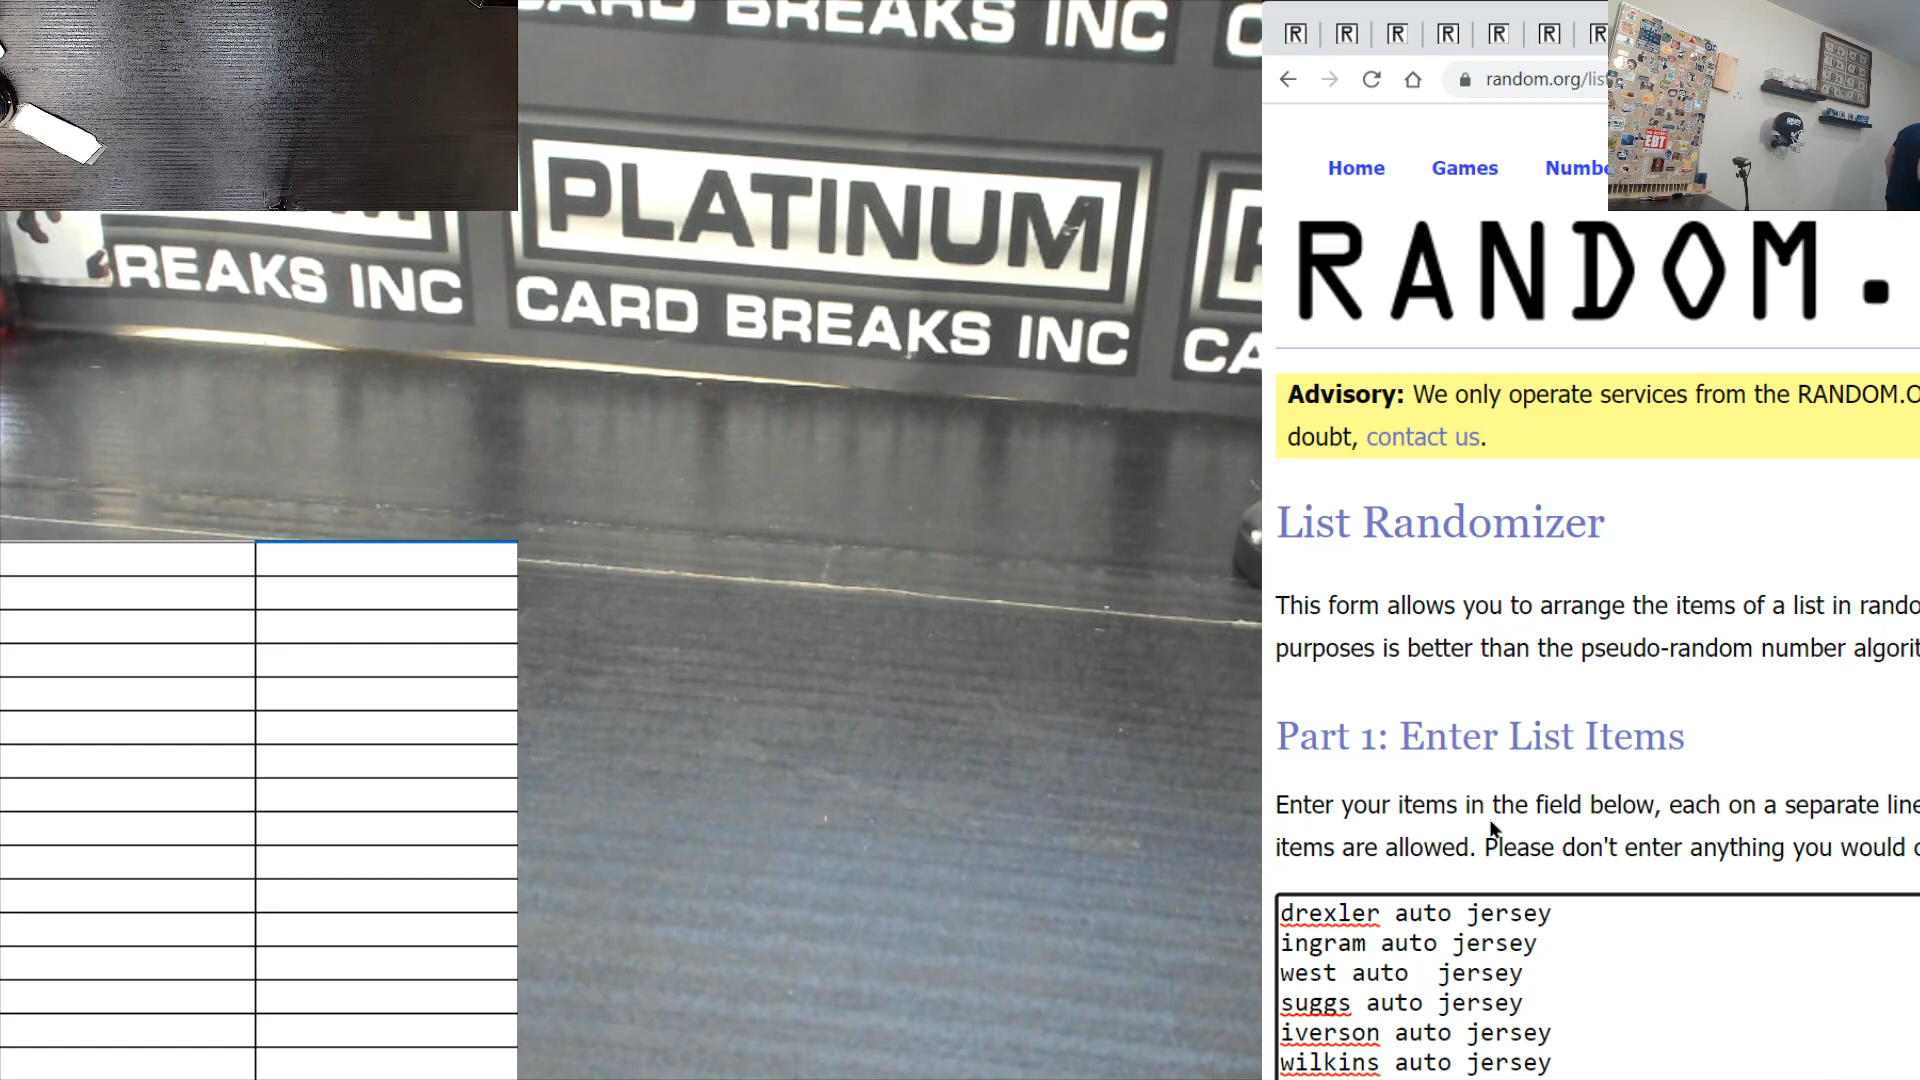 CARD BREAKS INC
PLATINUM
CARD BREAKS INC
REAKS INC
CA
random.org/list
Home Games Numbe
RANDOM.
Advisory: We only operate services from the RANDOM.O
doubt, contact us.
List Randomizer
This form allows you to arrange the items of a list in rando
purposes is better than the pseudo-random number algorit
Part 1: Enter List Items
Enter your items in the field below, each on a separate line
items are allowed. Please don't enter anything you would o
drexler auto jersey
ingram auto jersey
west auto  jersey
suggs auto jersey
iverson auto jersey
wilkins auto jersey
EBT